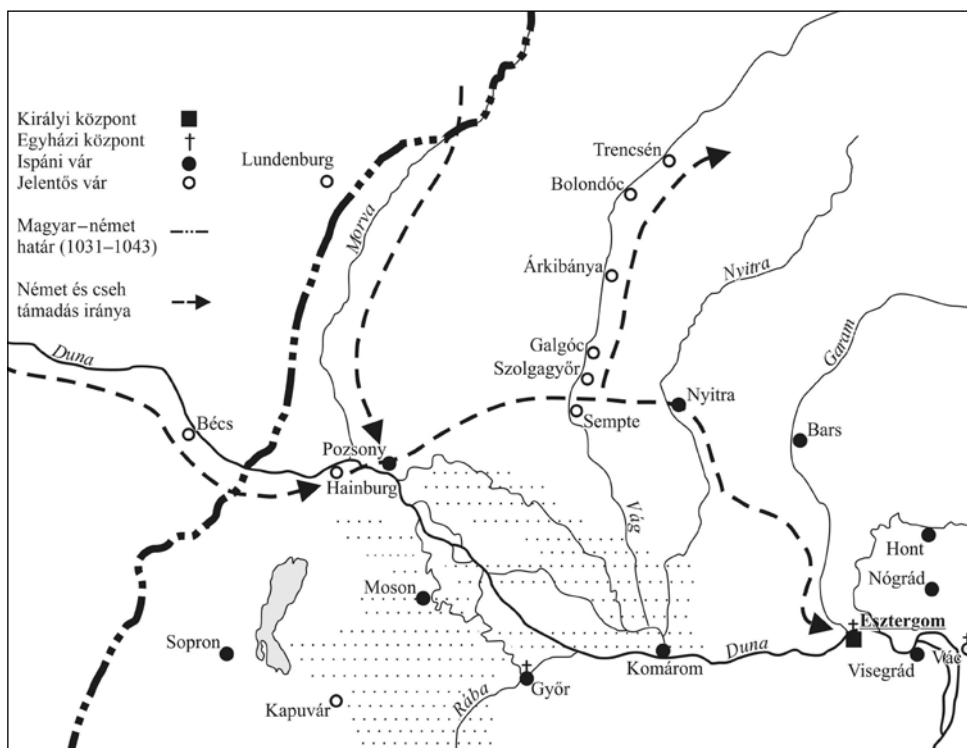 Királyi központ
Egyházi központ
Ispáni vár
Jelentős vár
Magyar–német
határ (1031–1043)
Német és cseh
támadás iránya
Lundenburg
Morva
Trencsén
Bolondóc
Árkibánya
Nyitra
Garam
Galgóc
Szolgagyőr
Sempte
Nyitra
Bars
Duna
Bécs
Pozsony
Hainburg
Vág
Hont
Nógrád
Moson
Esztergom
Sopron
Komárom
Duna
Visegrád
Vác
Kapuvár
Rába
Győr